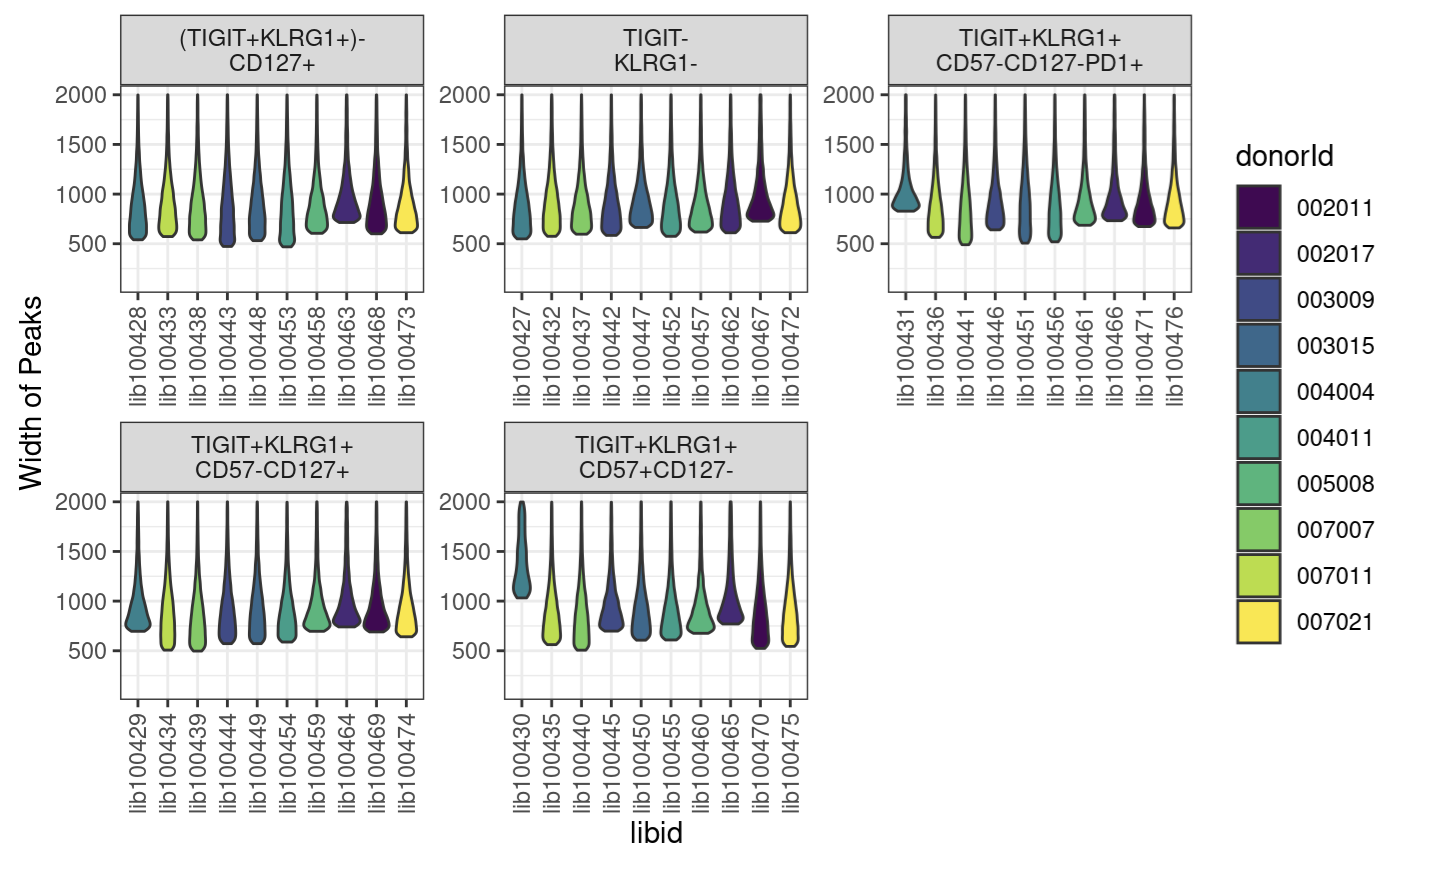 (TIGIT+KLRG1+)-
CD127+
TIGIT-
KLRG1-
TIGIT+KLRG1+
CD57-CD127-PD1+
2000
1500
1000
500
2000
1500
1000
500
2000
1500
1000
500
lib100428
lib100433
lib100438
lib100443
lib100448
lib100453
lib100458
lib100463
lib100468
lib100473
lib100427
lib100432
lib100437
lib100442
lib100447
lib100452
lib100457
lib100462
lib100467
lib100472
lib100431
lib100436
lib100441
lib100446
lib100451
lib100456
lib100461
lib100466
lib100471
lib100476
Width of Peaks
TIGIT+KLRG1+
CD57-CD127+
TIGIT+KLRG1+
CD57+CD127-
2000
1500
1000
500
2000
1500
1000
500
lib100429
lib100434
lib100439
lib100444
lib100449
lib100454
lib100459
lib100464
lib100469
lib100474
lib100430
lib100435
lib100440
lib100445
lib100450
lib100455
lib100460
lib100465
lib100470
lib100475
libid
donorId
002011
002017
003009
003015
004004
004011
005008
007007
007011
007021